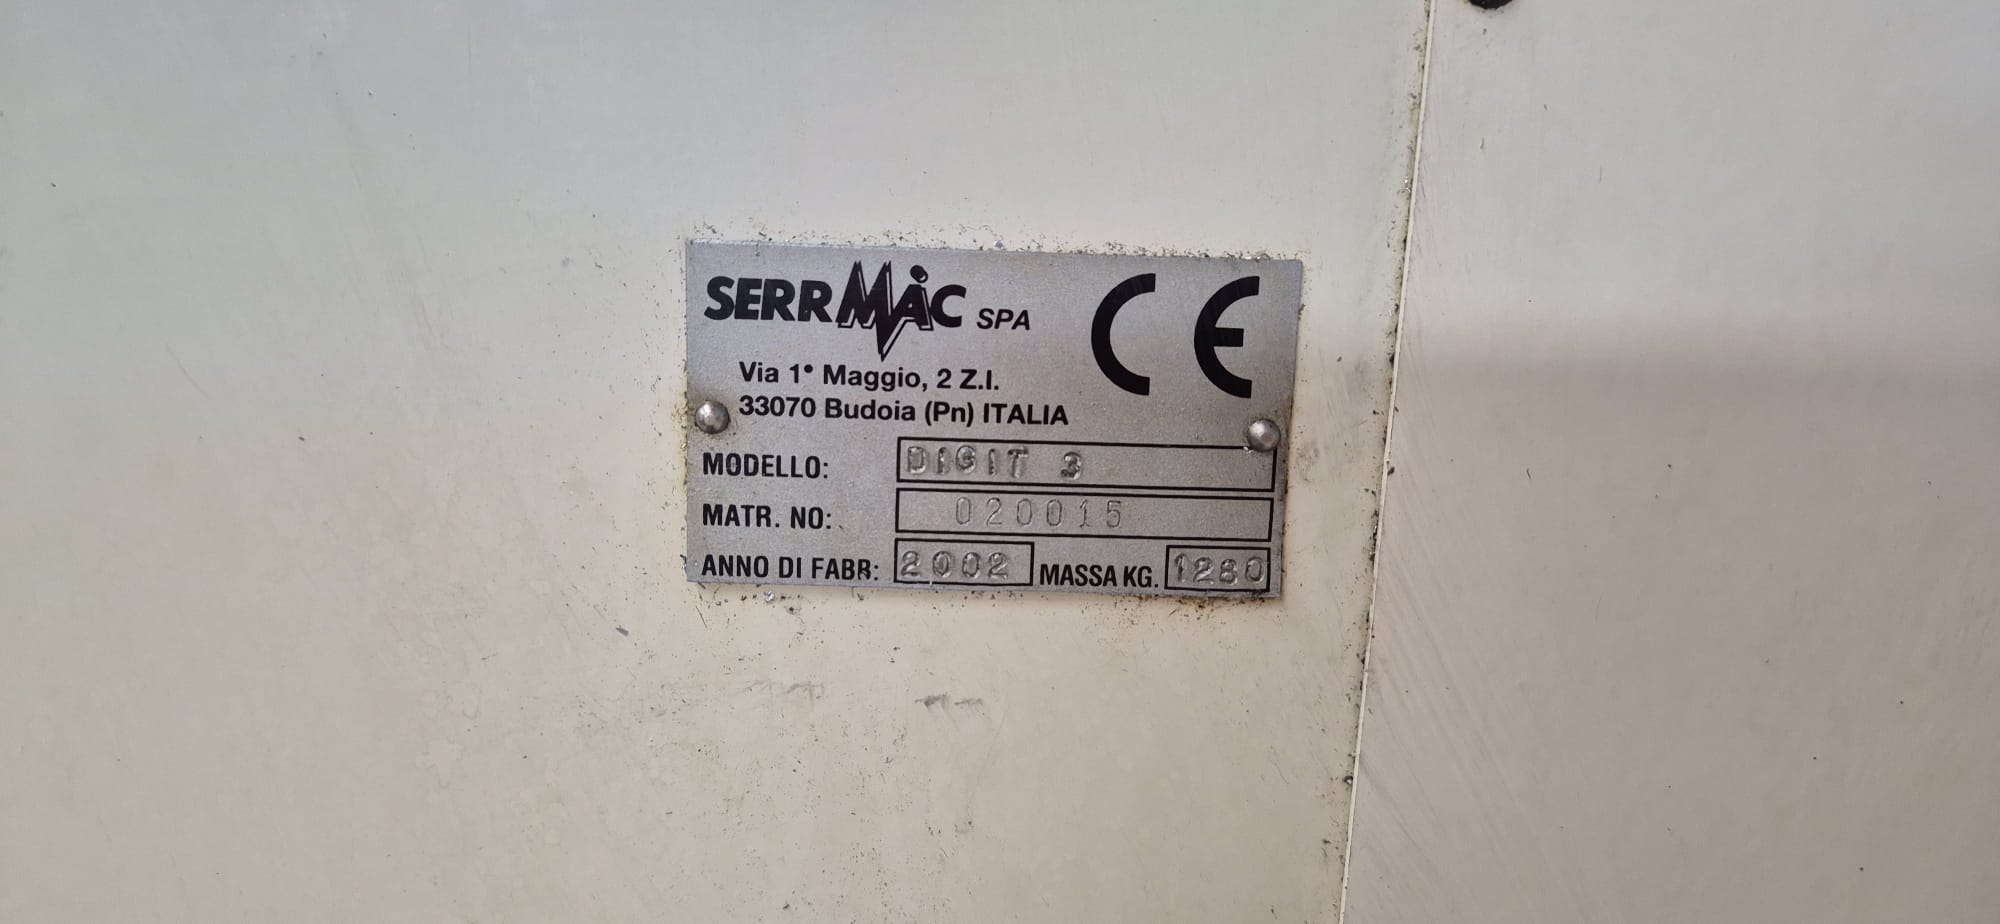 SERRMAC SPA CE
Via 1° Maggio, 2 Z.I.
33070 Budoia (Pn) ITALIA
MODELLO: DIGIT 3
MATR. NO: 020015
ANNO DI FABR: 2002 MASSA KG. 1280